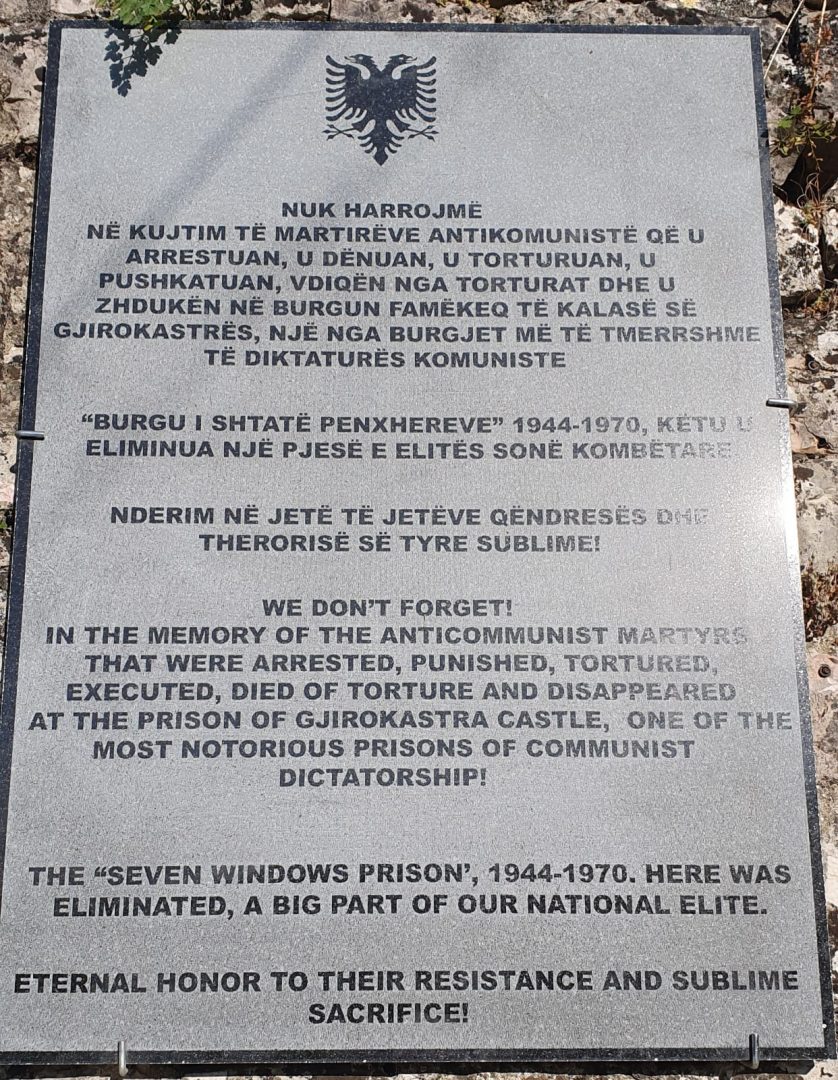 NUK HARROJMË
NË KUJTIM TË MARTIRËVE ANTIKOMUNISTË QË U
ARRESTUAN, U DËNUAN, U TORTURUAN, U
PUSHKATUAN, VDIQËN NGA TORTURAT DHE U
ZHDUKËN NË BURGUN FAMËKEQ TË KALASË SË
GJIROKASTRËS, NJË NGA BURGJET MË TË TMERRSHME
TË DIKTATURËS KOMUNISTE
“BURGU I SHTATË PENXHEREVE” 1944-1970, KËTU U
ELIMINUA NJË PJESË E ELITËS SONË KOMBËTARE.
NDERIM NË JETË TË JETËVE QËNDRESËS DHE
THERORISË SË TYRE SUBLIME!
WE DON’T FORGET!
IN THE MEMORY OF THE ANTICOMMUNIST MARTYRS
THAT WERE ARRESTED, PUNISHED, TORTURED,
EXECUTED, DIED OF TORTURE AND DISAPPEARED
AT THE PRISON OF GJIROKASTRA CASTLE, ONE OF THE
MOST NOTORIOUS PRISONS OF COMMUNIST
DICTATORSHIP!
THE “SEVEN WINDOWS PRISON’, 1944-1970. HERE WAS
ELIMINATED, A BIG PART OF OUR NATIONAL ELITE.
ETERNAL HONOR TO THEIR RESISTANCE AND SUBLIME
SACRIFICE!